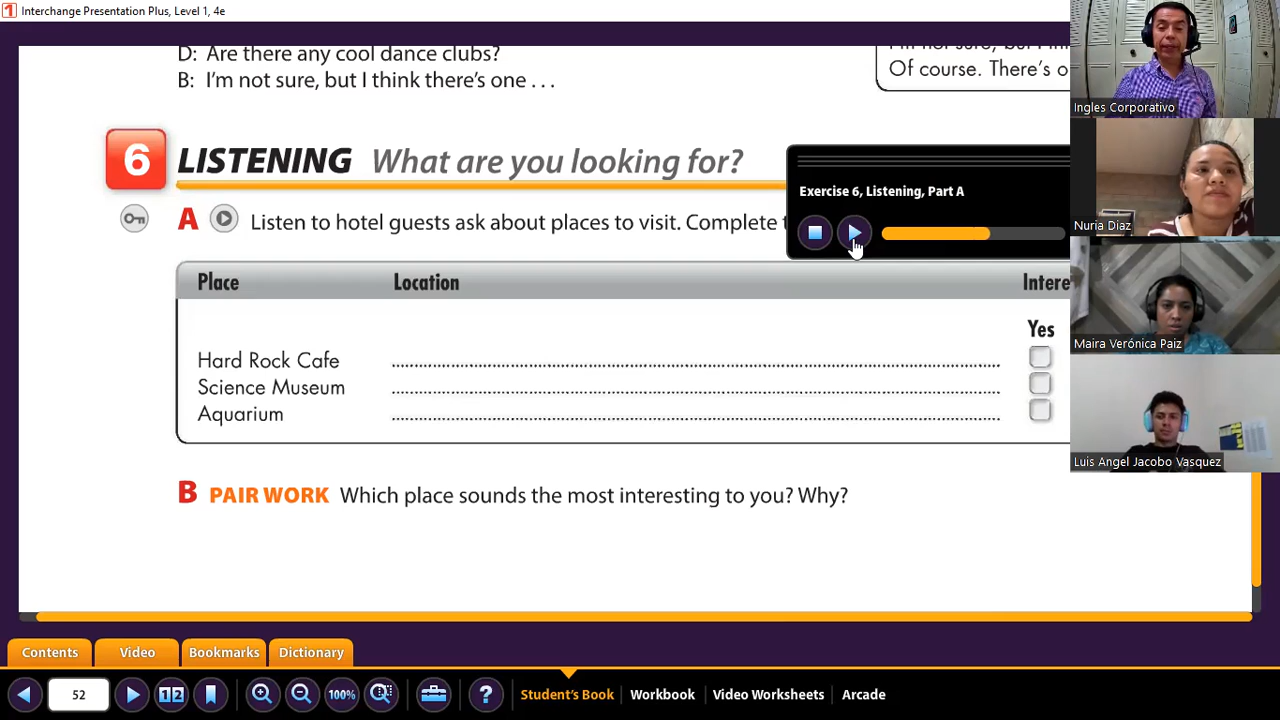 Interchange Presentation Plus, Level 1, 4e
D: Are there any cool dance clubs?
B: I'm not sure, but I think there's one . . .
Of course. There's o
6 LISTENING What are you looking for?
Exercise 6, Listening, Part A
A Listen to hotel guests ask about places to visit. Complete t
Place Location Intere
Yes
Hard Rock Cafe
Science Museum
Aquarium
B PAIR WORK Which place sounds the most interesting to you? Why?
Ingles Corporativo
Nuria Diaz
Maira Verónica Paiz
Luis Angel Jacobo Vasquez
Contents Video Bookmarks Dictionary
52 12 100% Student's Book Workbook Video Worksheets Arcade